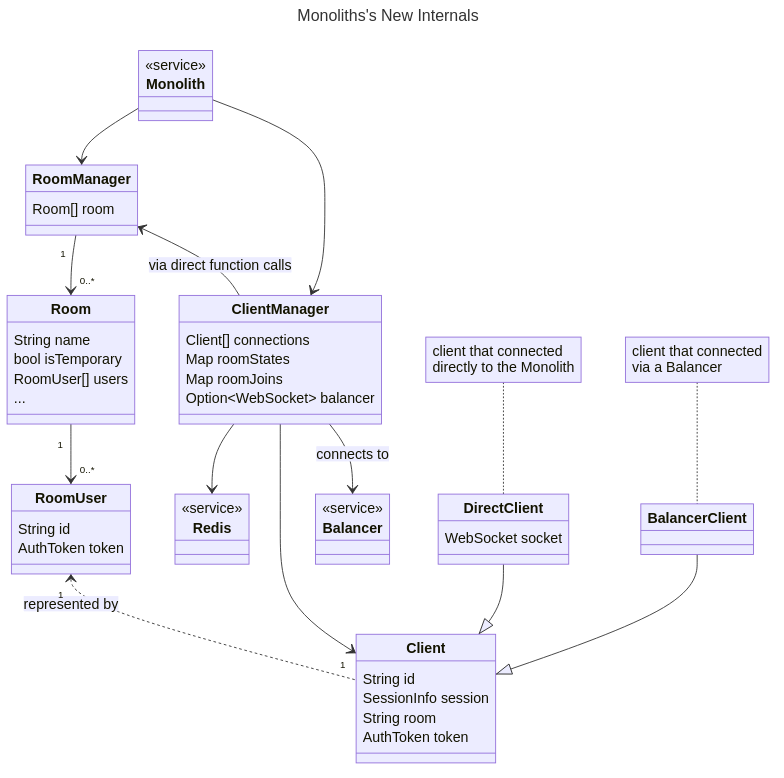 Monoliths's New Internals
«service»
Monolith
RoomManager
Room[] room
1
0..*
via direct function calls
Room
String name
bool isTemporary
RoomUser[] users
...
ClientManager
Client[] connections
Map roomStates
Map roomJoins
Option<WebSocket> balancer
client that connected
directly to the Monolith
client that connected
via a Balancer
1
0..*
connects to
RoomUser
String id
AuthToken token
«service»
Redis
«service»
Balancer
DirectClient
WebSocket socket
BalancerClient
1
represented by
1
Client
String id
SessionInfo session
String room
AuthToken token